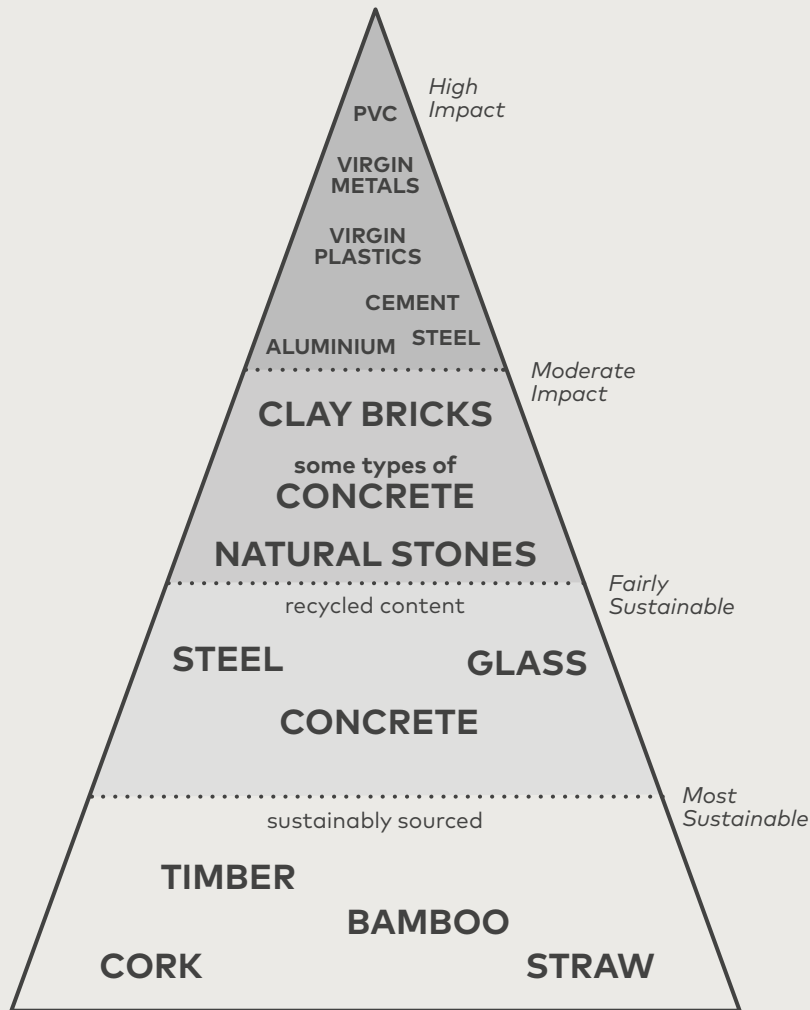 High
Impact
PVC
VIRGIN
METALS
VIRGIN
PLASTICS
CEMENT
STEEL
ALUMINIUM
Moderate
Impact
CLAY BRICKS
some types of
CONCRETE
NATURAL STONES
Fairly
Sustainable
recycled content
STEEL
GLASS
CONCRETE
Most
Sustainable
sustainably sourced
TIMBER
BAMBOO
CORK
STRAW